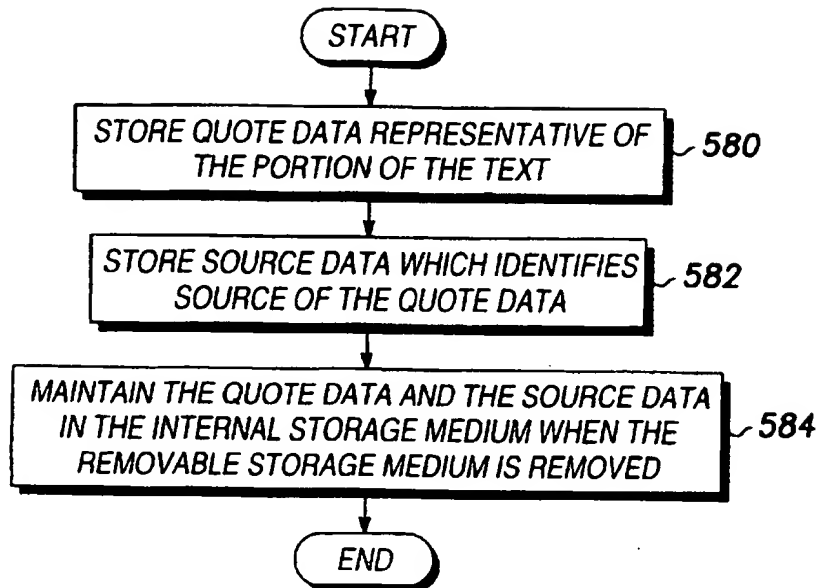 START
STORE QUOTE DATA REPRESENTATIVE OF
THE PORTION OF THE TEXT
580
STORE SOURCE DATA WHICH IDENTIFIES
SOURCE OF THE QUOTE DATA
582
MAINTAIN THE QUOTE DATA AND THE SOURCE DATA
IN THE INTERNAL STORAGE MEDIUM WHEN THE
REMOVABLE STORAGE MEDIUM IS REMOVED
584
END